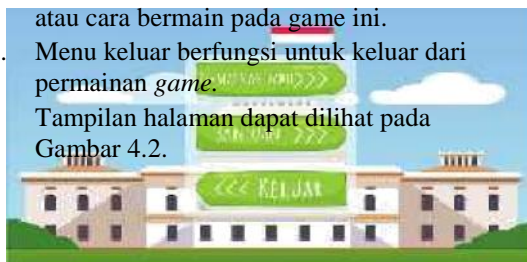 atau cara bermain pada game ini.
. Menu keluar berfungsi untuk keluar dari
permainan game.
Tampilan halaman dapat dilihat pada
Gambar 4.2.
<<< KELUAR